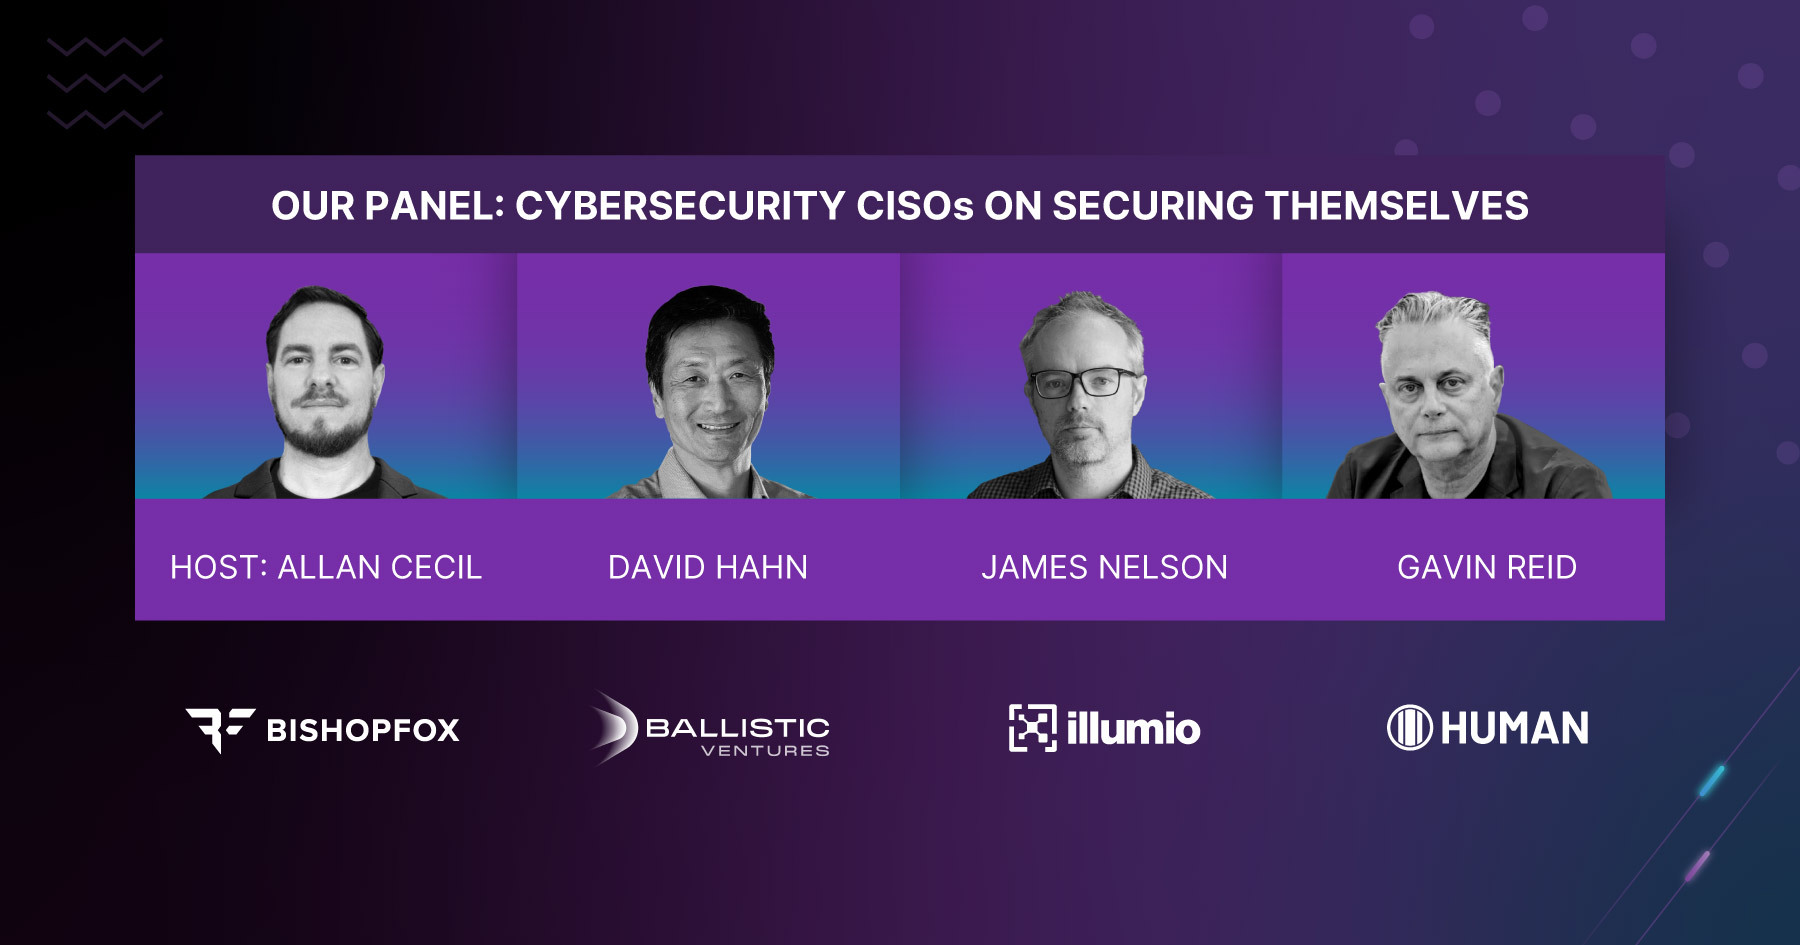 OUR PANEL: CYBERSECURITY CISOs ON SECURING THEMSELVES
HOST: ALLAN CECIL
DAVID HAHN
JAMES NELSON
GAVIN REID
BISHOPFOX
BALLISTIC
VENTURES
illumio
HUMAN